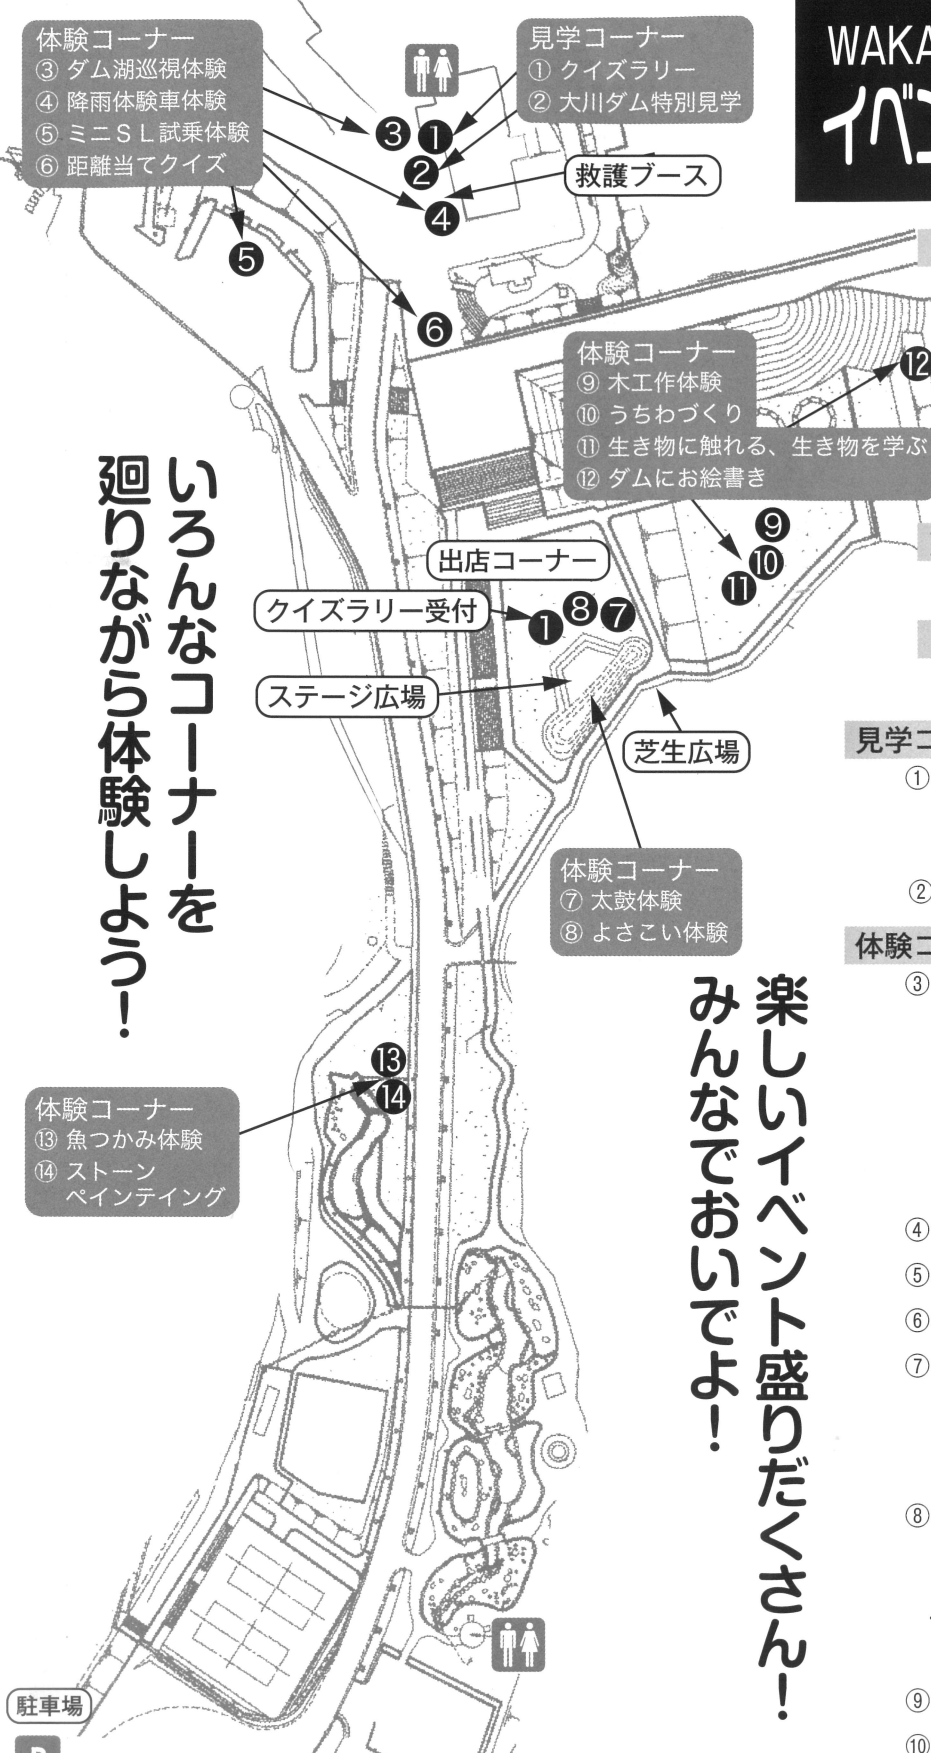 体験コーナー
③ ダム湖巡視体験
④ 降雨体験車体験
⑤ ミニSL試乗体験
⑥ 距離当てクイズ
見学コーナー
① クイズラリー
② 大川ダム特別見学
WAKA
イベ
③
①
②
④
救護ブース
⑤
⑥
体験コーナー
⑨ 木工作体験
⑩ うちわづくり
⑪ 生き物に触れる、生き物を学ぶ
⑫ ダムにお絵書き
⑫
⑨
⑩
⑪
出店コーナー
クイズラリー受付
①
⑧
⑦
ステージ広場
芝生広場
いろんなコーナーを
廻りながら体験しよう!
体験コーナー
⑦ 太鼓体験
⑧ よさこい体験
楽しいイベント盛りだくさん!
みんなでおいでよ!
⑬
⑭
体験コーナー
⑬ 魚つかみ体験
⑭ ストーン
ペインテイング
駐車場
見学コ
①
②
体験コ
③
④
⑤
⑥
⑦
⑧
⑨
⑩